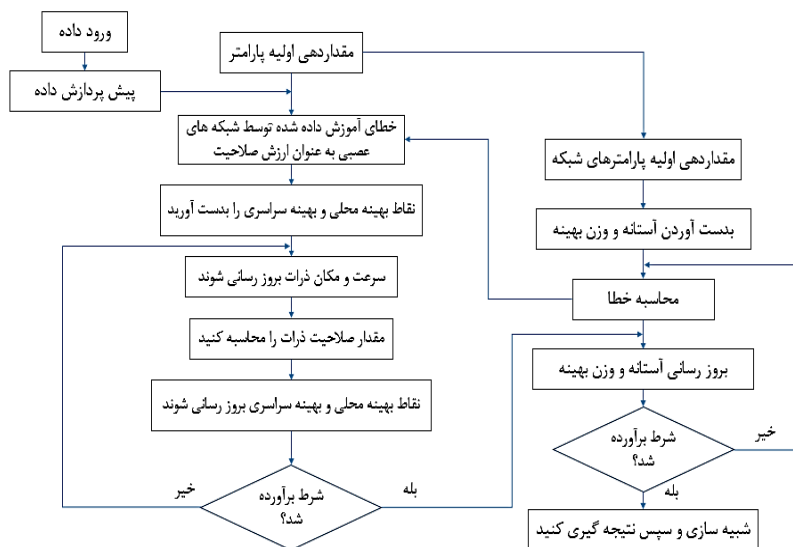 ورود داده
پیش پردازش داده
مقداردهی اولیه پارامتر
خطای آموزش داده شده توسط شبکه های
عصبی به عنوان ارزش صلاحیت
نقاط بهینه محلی و بهینه سراسری را بدست آورید
سرعت و مکان ذرات بروز رسانی شوند
مقدار صلاحیت ذرات را محاسبه کنید
نقاط بهینه محلی و بهینه سراسری بروز رسانی شوند
شرط برآورده
شد؟
خیر
بله
مقداردهی اولیه پارامترهای شبکه
بدست آوردن آستانه و وزن بهینه
محاسبه خطا
بروز رسانی آستانه و وزن بهینه
شرط برآورده
شد؟
خیر
بله
شبیه سازی و سپس نتیجه گیری کنید